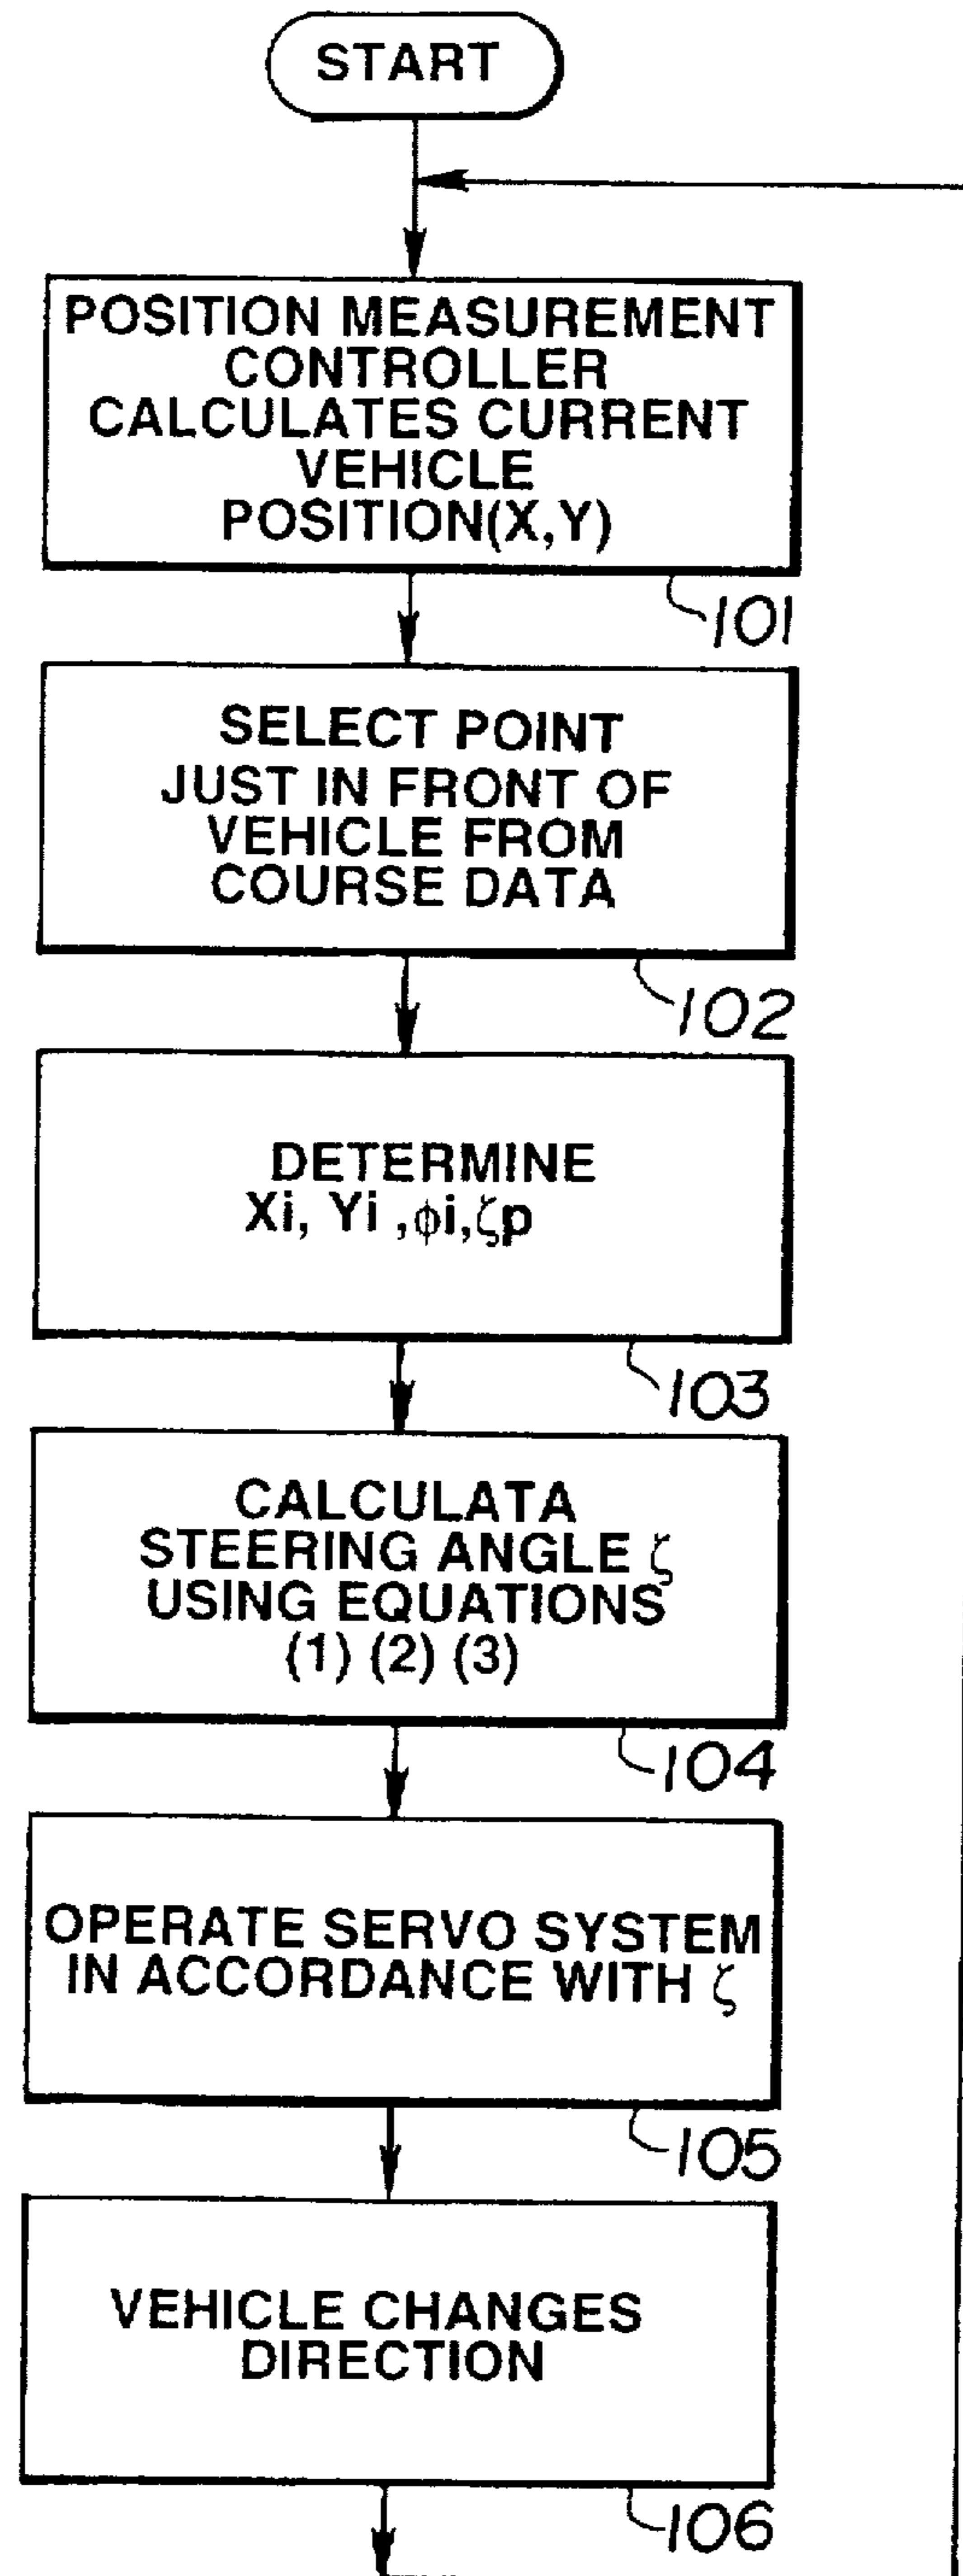 START
POSITION MEASUREMENT
CONTROLLER
CALCULATES CURRENT
VEHICLE
POSITION(X,Y)
101
SELECT POINT
JUST IN FRONT OF
VEHICLE FROM
COURSE DATA
102
DETERMINE
Xi, Yi ,ϕi,ζp
103
CALCULATA
STEERING ANGLE ζ
USING EQUATIONS
(1) (2) (3)
104
OPERATE SERVO SYSTEM
IN ACCORDANCE WITH ζ
105
VEHICLE CHANGES
DIRECTION
106